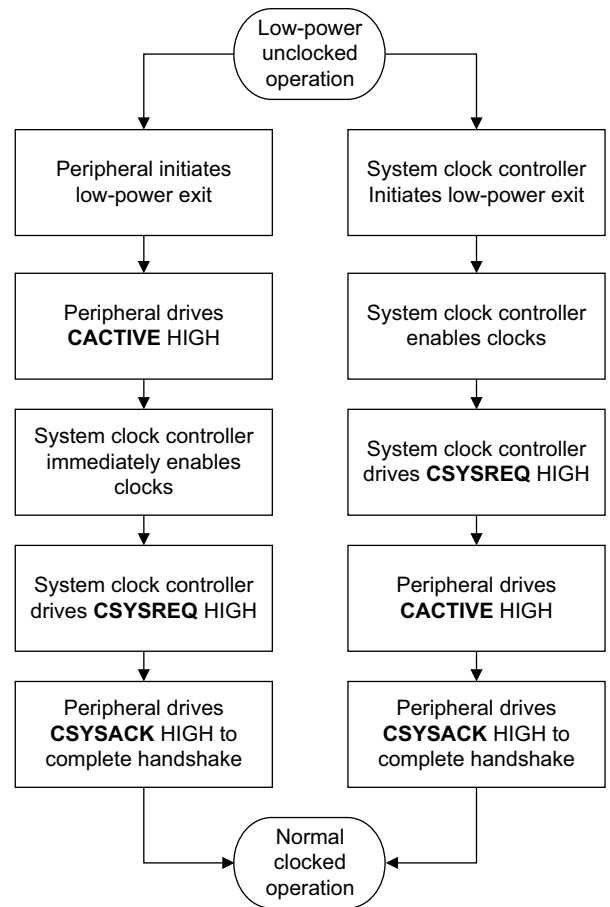 Low-power
unclocked
operation
Peripheral initiates
low-power exit
Peripheral drives
CACTIVE HIGH
System clock controller
immediately enables
clocks
System clock controller
drives CSYSREQ HIGH
Peripheral drives
CSYSACK HIGH to
complete handshake
System clock controller
Initiates low-power exit
System clock controller
enables clocks
System clock controller
drives CSYSREQ HIGH
Peripheral drives
CACTIVE HIGH
Peripheral drives
CSYSACK HIGH to
complete handshake
Normal
clocked
operation